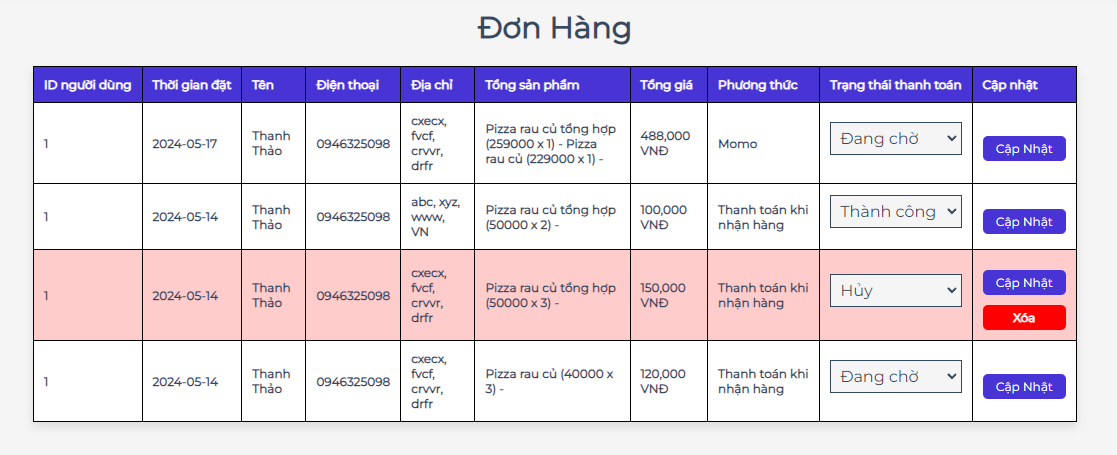 Đơn Hàng
ID người dùng Thời gian đặt Tên Điện thoại Địa chỉ Tổng sản phẩm Tổng giá Phương thức Trạng thái thanh toán Cập nhật
1
2024-05-17
Thanh
Thảo
0946325098
cxecx,
fvcf,
crvvr,
drfr
Pizza rau củ tổng hợp
(259000 x 1) - Pizza
rau củ (229000 x 1) -
488,000
VNĐ
Momo
Đang chờ
Cập Nhật
1
2024-05-14
Thanh
Thảo
0946325098
abc, xyz,
www,
VN
Pizza rau củ tổng hợp
(50000 x 2) -
100,000
VNĐ
Thanh toán khi
nhận hàng
Thành công
Cập Nhật
1
2024-05-14
Thanh
Thảo
0946325098
cxecx,
fvcf,
crvvr,
drfr
Pizza rau củ tổng hợp
(50000 x 3) -
150,000
VNĐ
Thanh toán khi
nhận hàng
Hủy
Cập Nhật
Xóa
1
2024-05-14
Thanh
Thảo
0946325098
cxecx,
fvcf,
crvvr,
drfr
Pizza rau củ (40000 x
3) -
120,000
VNĐ
Thanh toán khi
nhận hàng
Đang chờ
Cập Nhật